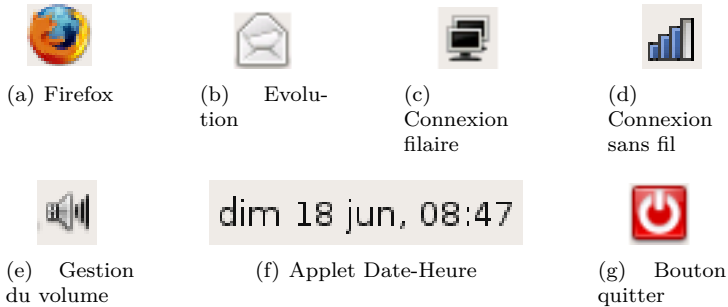 (a) Firefox
(b) Evolu-
tion
(c)
Connexion
filaire
(d)
Connexion
sans fil
dim 18 jun, 08:47
(e) Gestion
du volume
(f) Applet Date-Heure
(g) Bouton
quitter